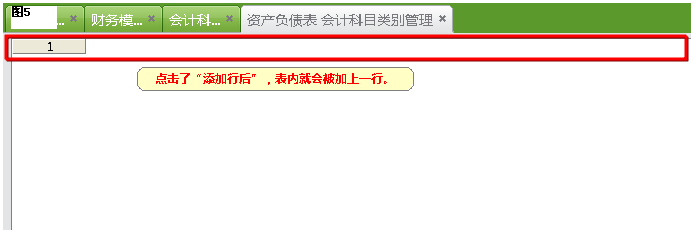 图5
... 财务模... 会计科... 资产负债表 会计科目类别管理
1
点击了“添加行后”，表内就会被加上一行。